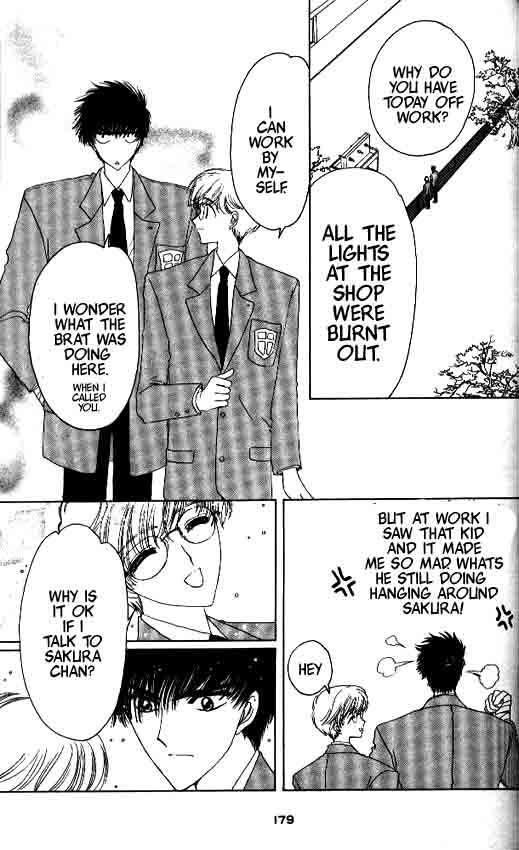 WHY DO
YOU HAVE
TODAY OFF
WORK?
ALL THE
LIGHTS
AT THE
SHOP
WERE
BURNT
OUT.
I
CAN
WORK
BY
MY-
SELF.
I WONDER
WHAT THE
BRAT WAS
DOING
HERE.
WHEN I
CALLED
YOU.
BUT AT WORK I
SAW THAT KID
AND IT MADE
ME SO MAD WHATS
HE STILL DOING
HANGING AROUND
SAKURA!
HEY
WHY IS
IT OK
IF I
TALK TO
SAKURA
CHAN?
179